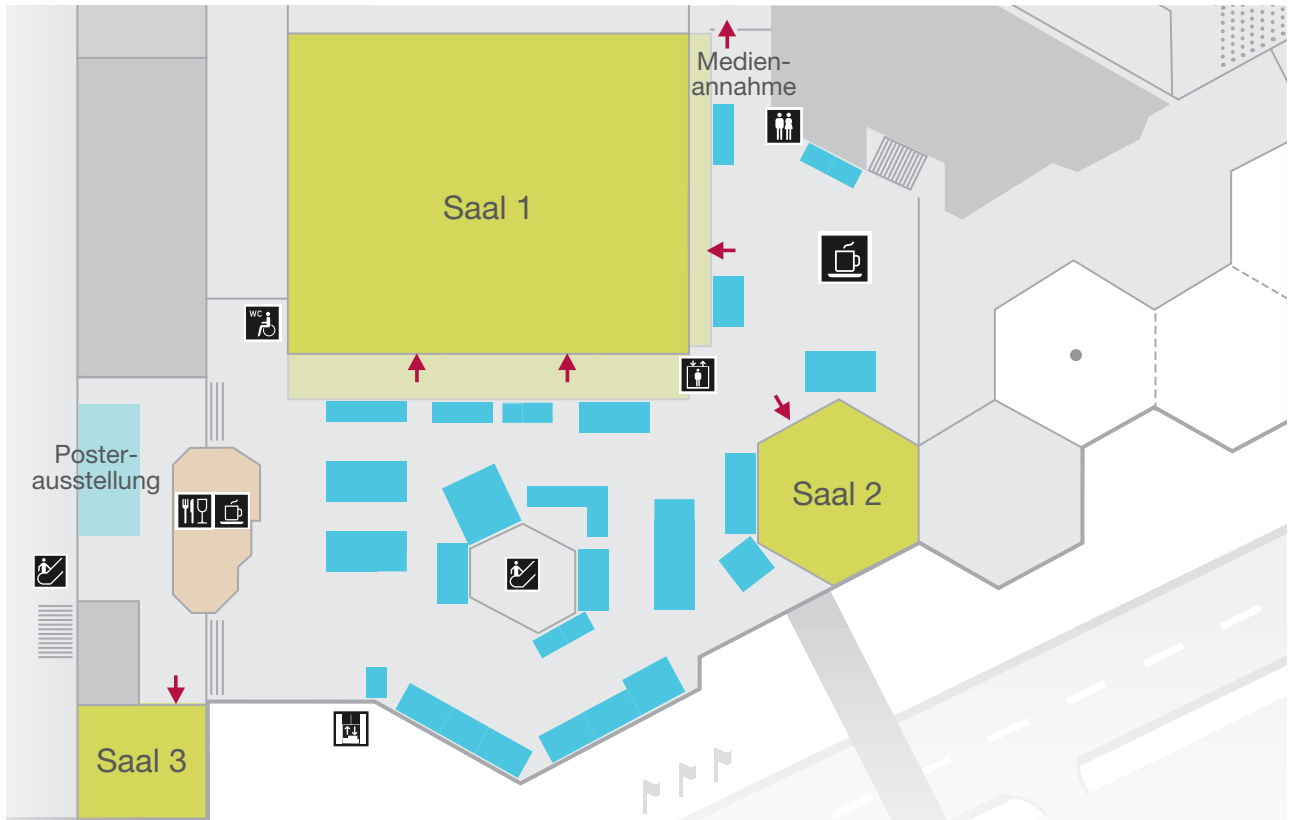 Medien-
annahme
Saal 1
WC
Poster-
ausstellung
Saal 2
Saal 3